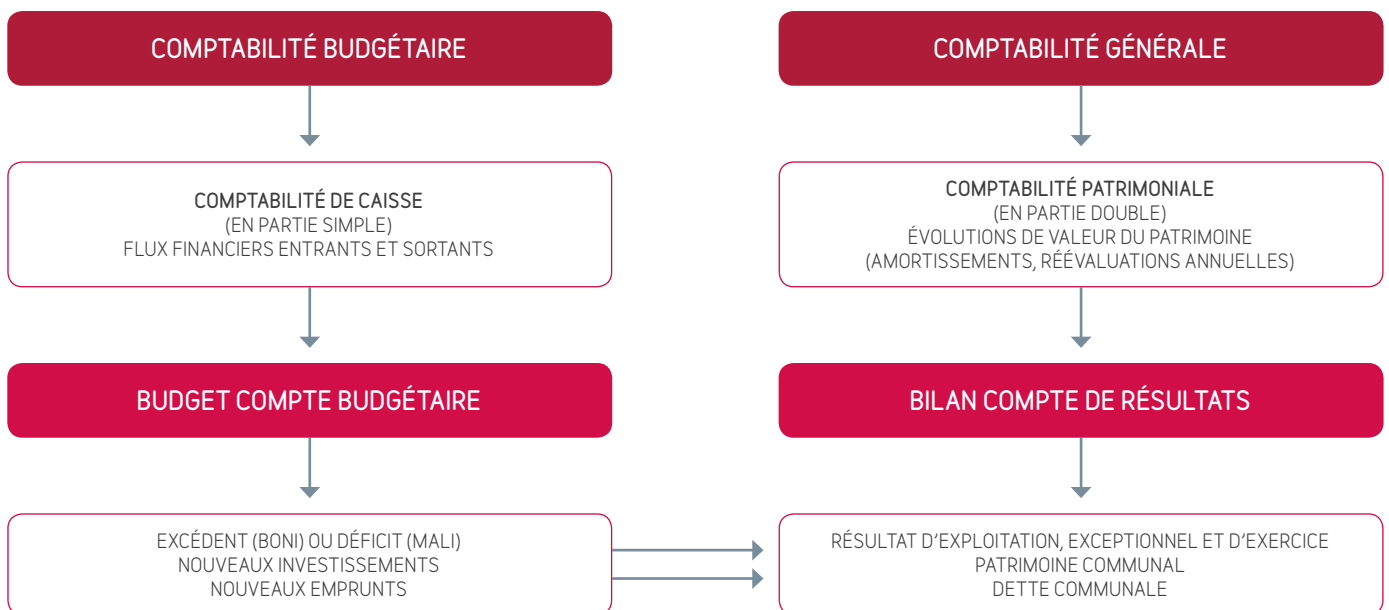 COMPTABILITÉ BUDGÉTAIRE
COMPTABILITÉ DE CAISSE
(EN PARTIE SIMPLE)
FLUX FINANCIERS ENTRANTS ET SORTANTS
BUDGET COMPTE BUDGÉTAIRE
EXCÉDENT (BONI) OU DÉFICIT (MALI)
NOUVEAUX INVESTISSEMENTS
NOUVEAUX EMPRUNTS
COMPTABILITÉ GÉNÉRALE
COMPTABILITÉ PATRIMONIALE
(EN PARTIE DOUBLE)
ÉVOLUTIONS DE VALEUR DU PATRIMOINE
(AMORTISSEMENTS, RÉÉVALUATIONS ANNUELLES)
BILAN COMPTE DE RÉSULTATS
RÉSULTAT D’EXPLOITATION, EXCEPTIONNEL ET D’EXERCICE
PATRIMOINE COMMUNAL
DETTE COMMUNALE